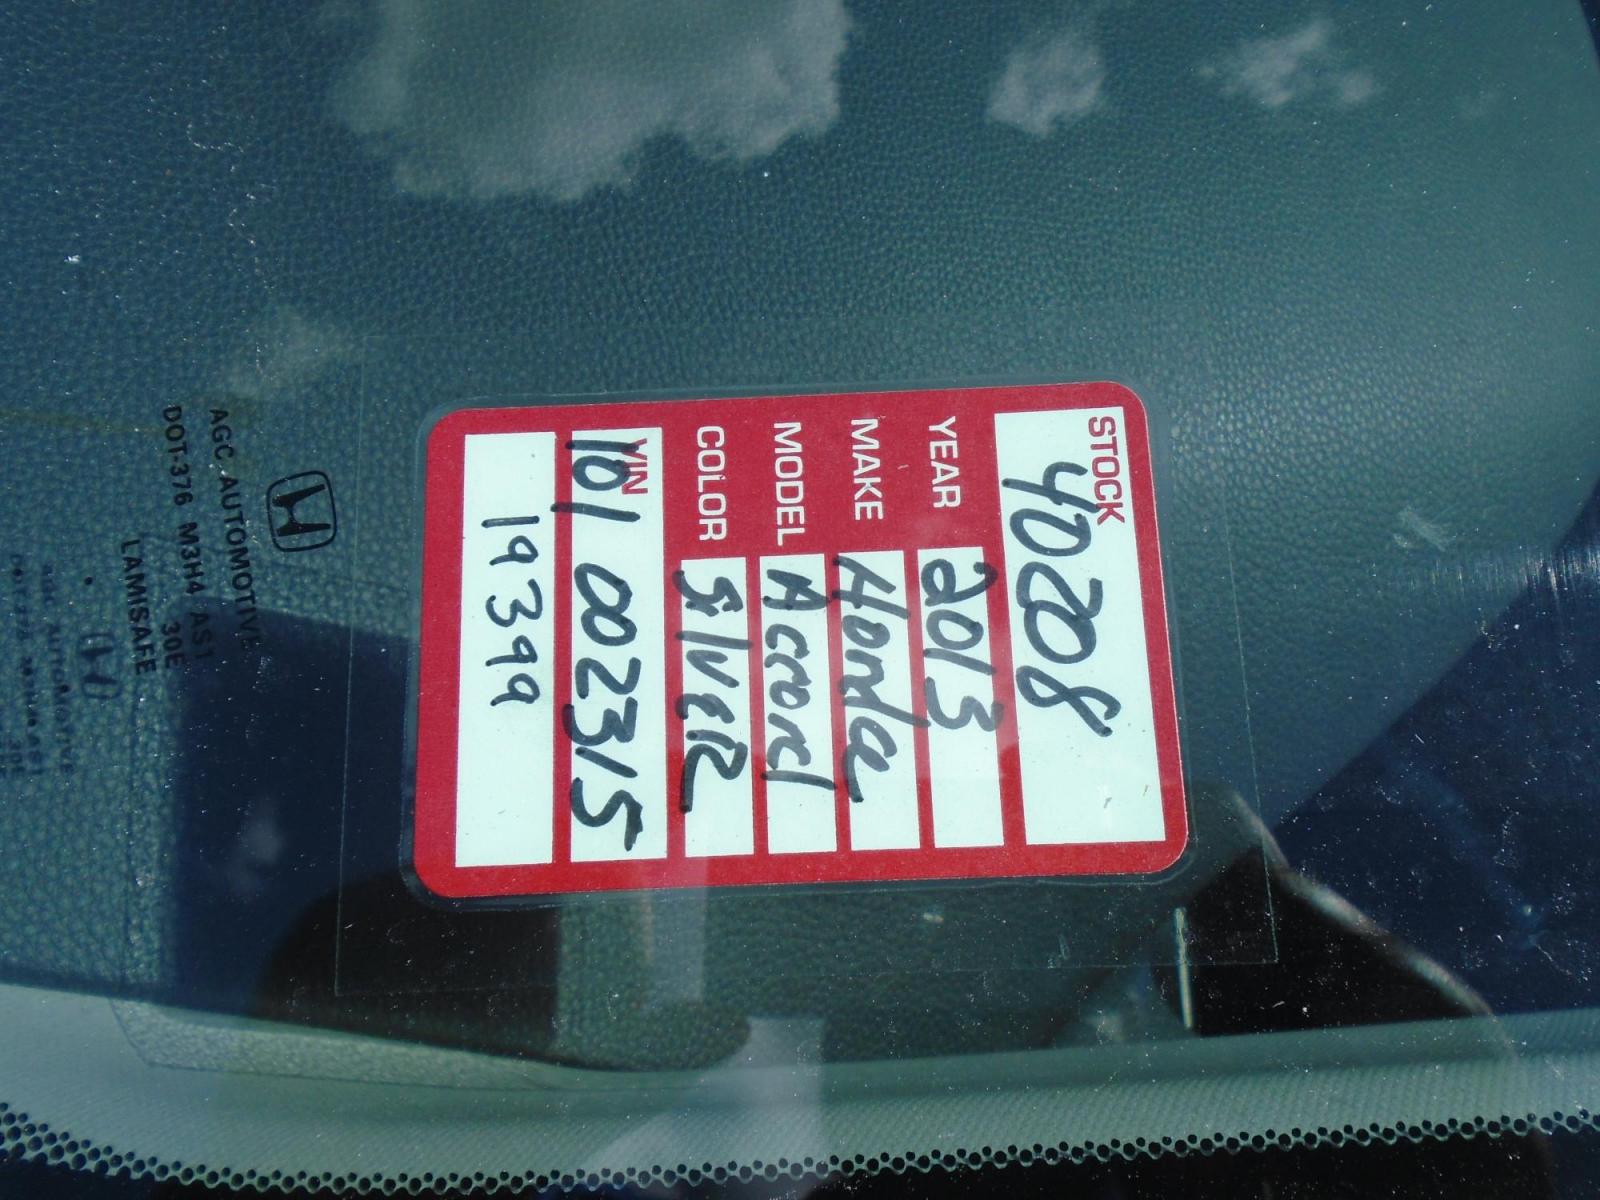 STOCK
40208
YEAR 2013
MAKE Honda
MODEL Accord
COLOR SilveR
VIN
101 002315
19399
AGC AUTOMOTIVE
DOT-376 M3H4 AS1
30E
LAMISAFE